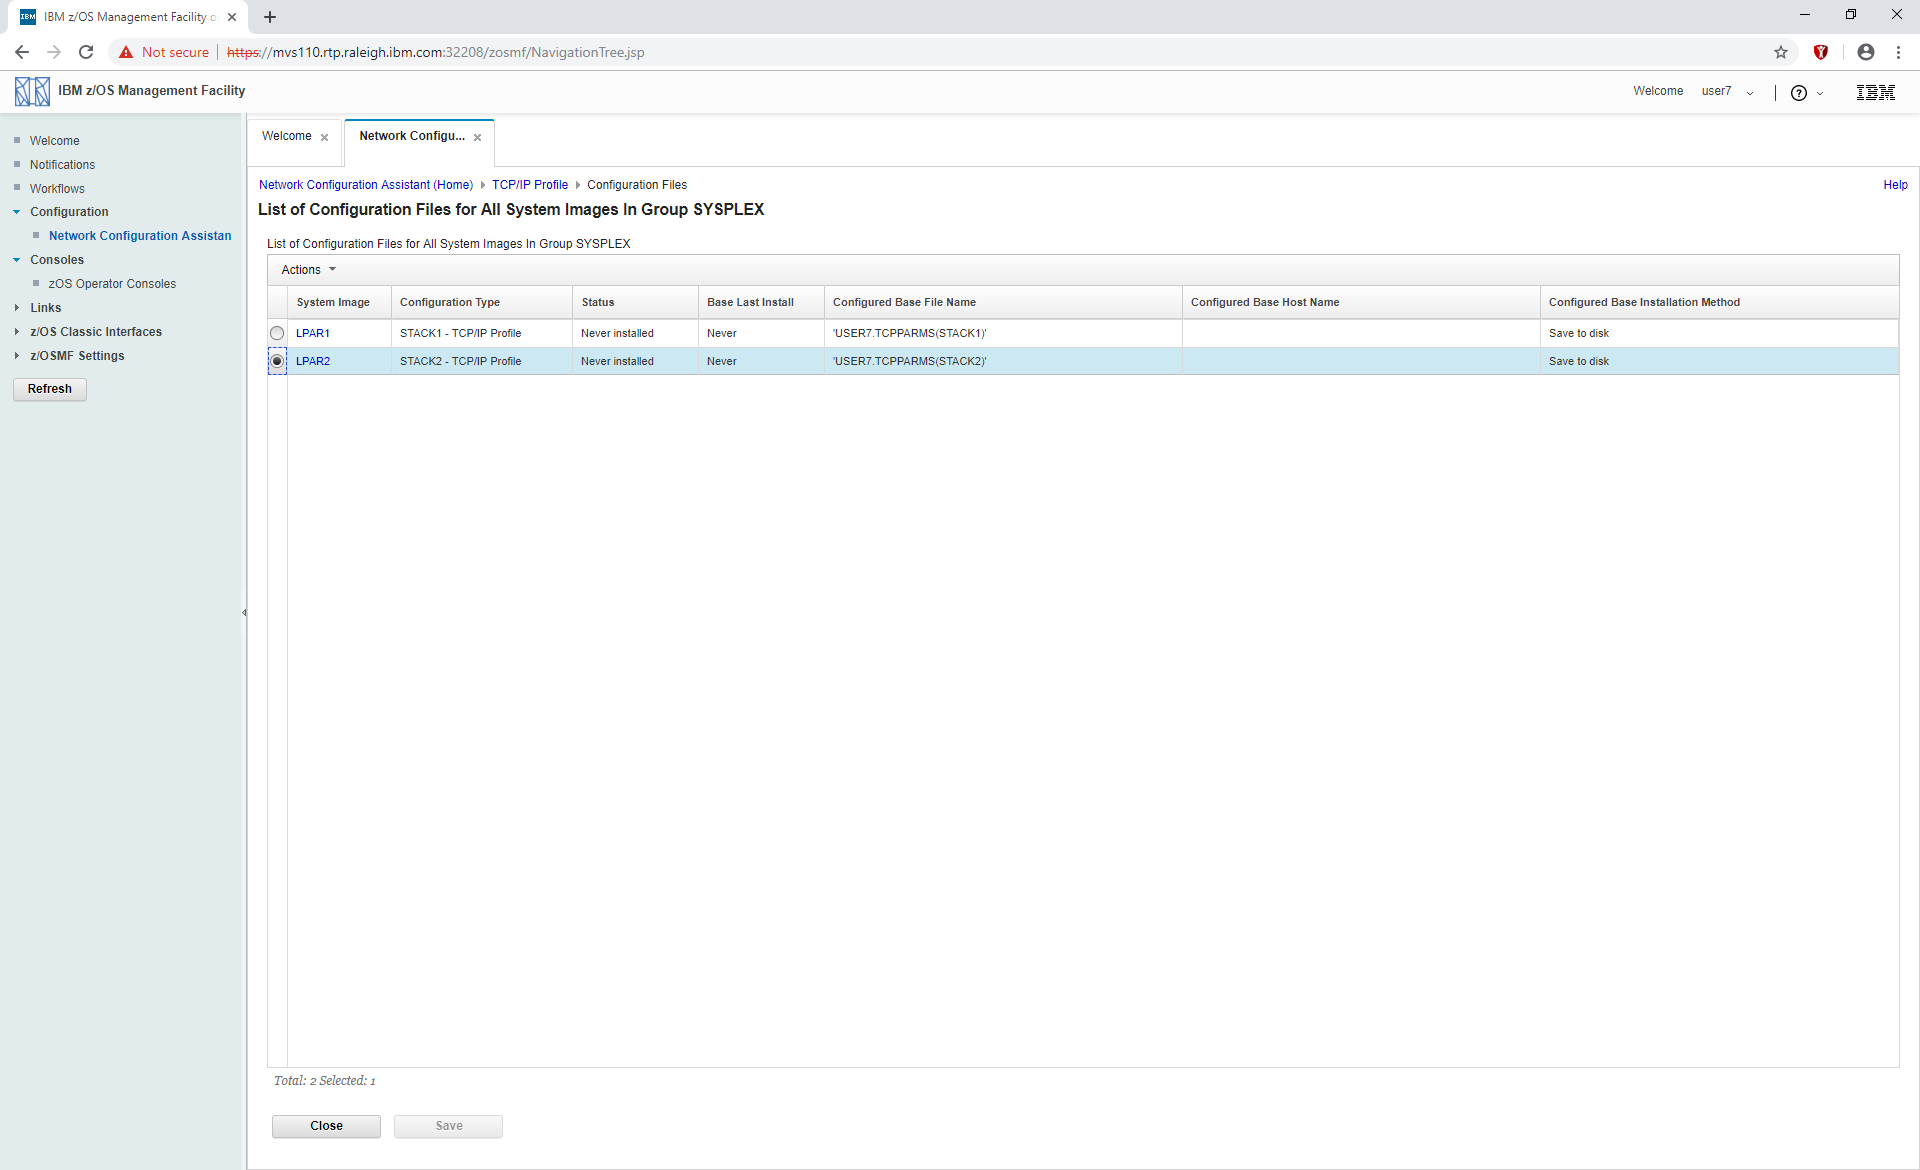 IBM IBM z/OS Management Facility o
Not secure https://mvs110.rtp.raleigh.ibm.com:32208/zosmf/NavigationTree.jsp
IBM z/OS Management Facility
Welcome user7
IBM
Welcome
Notifications
Workflows
Configuration
Network Configuration Assistan
Consoles
zOS Operator Consoles
Links
z/OS Classic Interfaces
z/OSMF Settings
Refresh
Welcome
Network Configu...
Network Configuration Assistant (Home) TCP/IP Profile Configuration Files
Help
List of Configuration Files for All System Images In Group SYSPLEX
List of Configuration Files for All System Images In Group SYSPLEX
Actions
System Image Configuration Type Status Base Last Install Configured Base File Name Configured Base Host Name Configured Base Installation Method
LPAR1 STACK1 - TCP/IP Profile Never installed Never 'USER7.TCPPARMS(STACK1)' Save to disk
LPAR2 STACK2 - TCP/IP Profile Never installed Never 'USER7.TCPPARMS(STACK2)' Save to disk
Total: 2 Selected: 1
Close Save